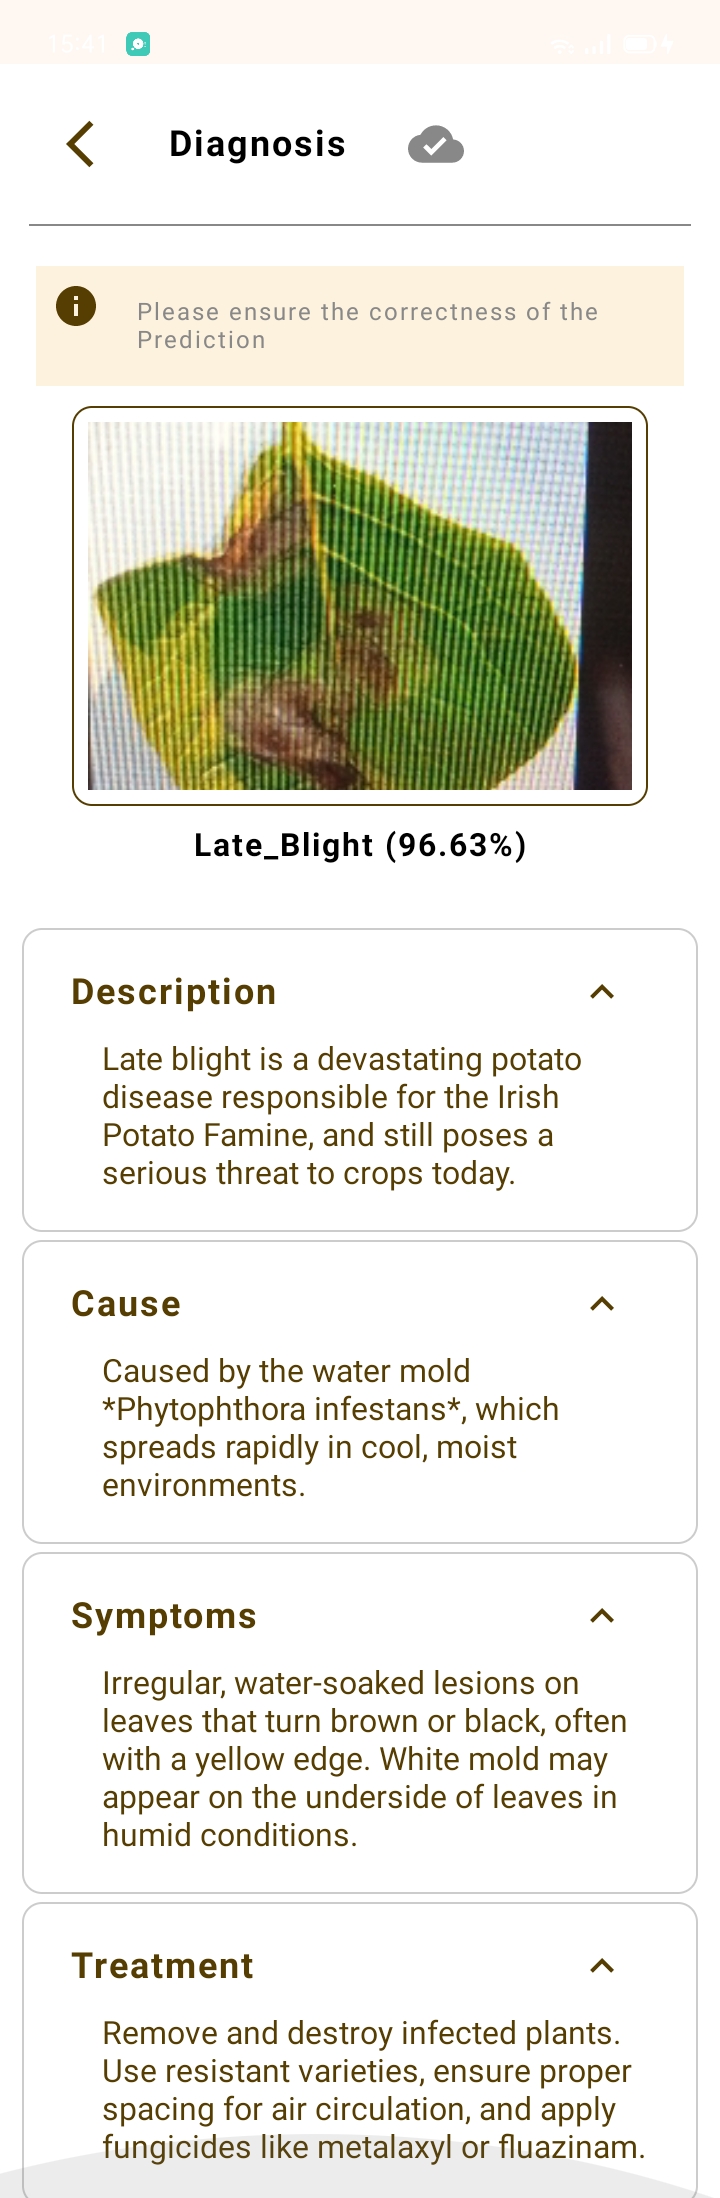 15:41
Diagnosis
Please ensure the correctness of the
Prediction
Late_Blight (96.63%)
Description
Late blight is a devastating potato
disease responsible for the Irish
Potato Famine, and still poses a
serious threat to crops today.
Cause
Caused by the water mold
*Phytophthora infestans*, which
spreads rapidly in cool, moist
environments.
Symptoms
Irregular, water-soaked lesions on
leaves that turn brown or black, often
with a yellow edge. White mold may
appear on the underside of leaves in
humid conditions.
Treatment
Remove and destroy infected plants.
Use resistant varieties, ensure proper
spacing for air circulation, and apply
fungicides like metalaxyl or fluazinam.